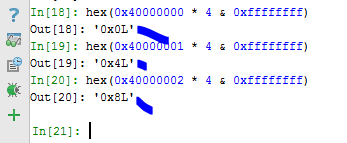 In[18]: hex(0x40000000 * 4 & 0xffffffff)
Out[18]: '0x0L'
In[19]: hex(0x40000001 * 4 & 0xffffffff)
Out[19]: '0x4L'
In[20]: hex(0x40000002 * 4 & 0xffffffff)
Out[20]: '0x8L'
In[21]: